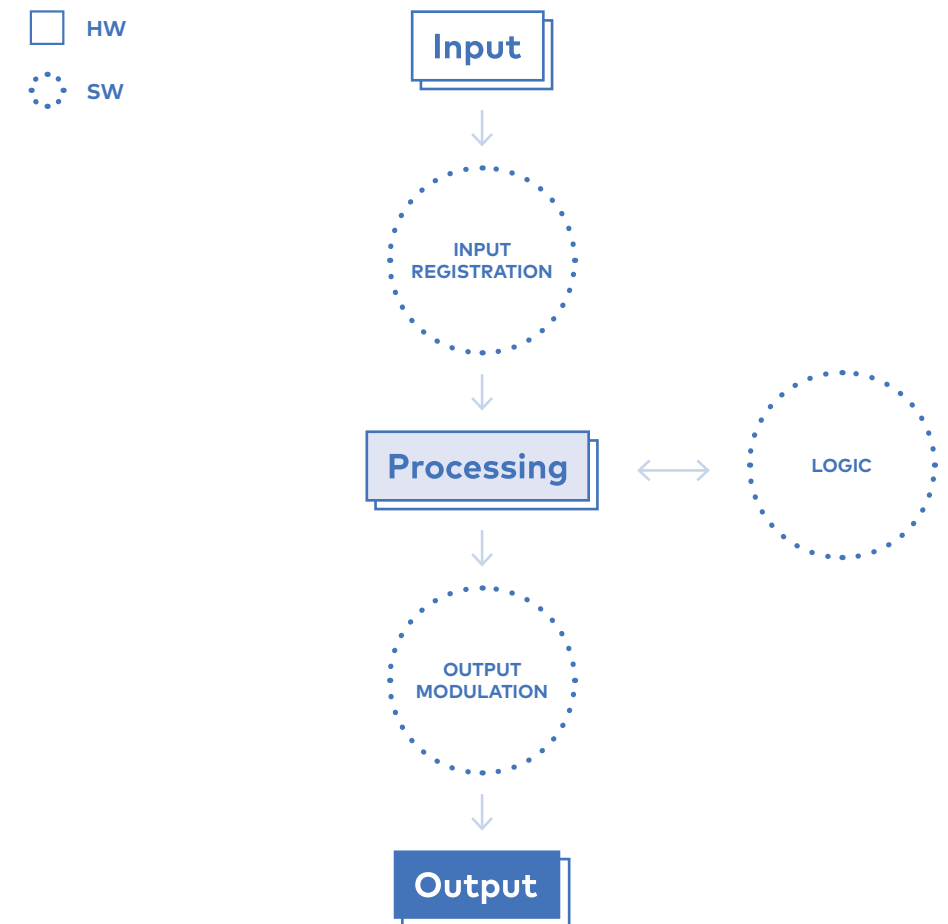 HW
SW
Input
INPUT
REGISTRATION
Processing
LOGIC
OUTPUT
MODULATION
Output